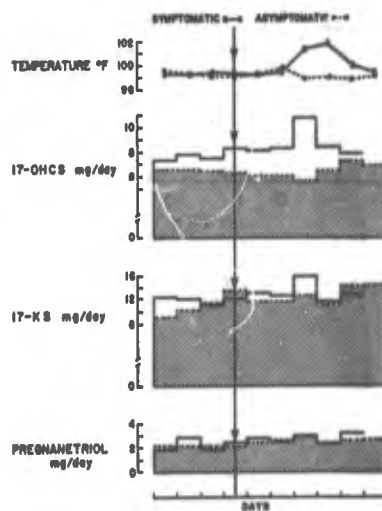 SYMPTOMATIC ASYMPTOMATIC
TEMPERATURE °F
102
100
98
17-OHCS mg/day
10
8
6
0
17-KS mg/day
16
12
8
0
PREGNANETRIOL
mg/day
4
2
0
DAYS